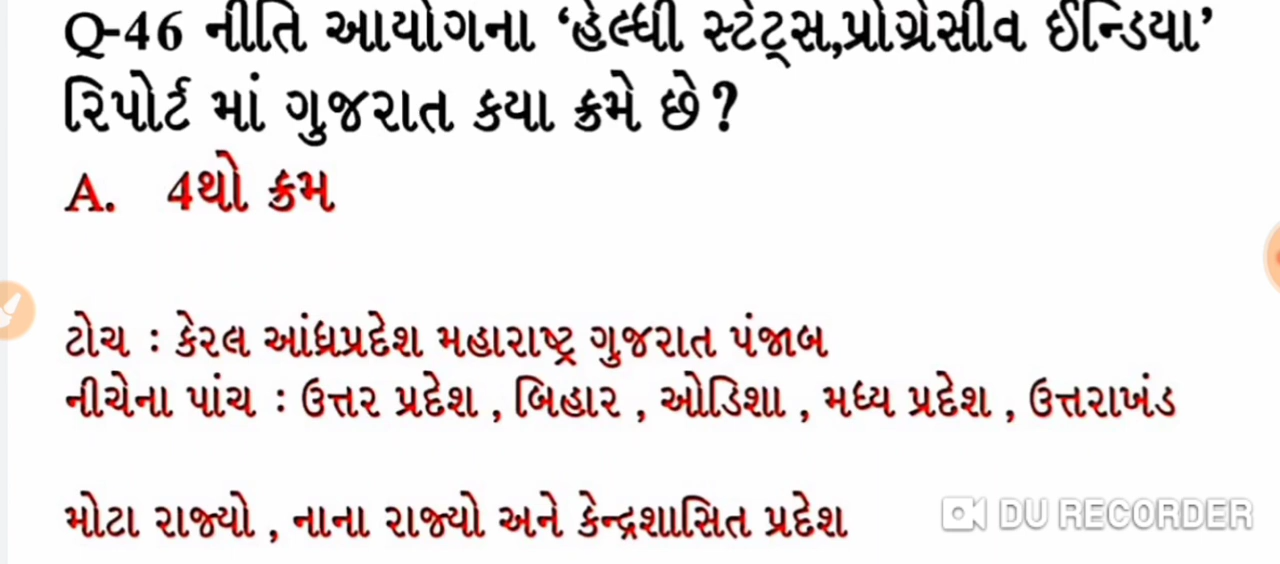 Q-46 નીતિ આયોગના ‘હેલ્ધી સ્ટેટ્સ,પ્રોગ્રેસીવ ઈન્ડિયા’
રિપોર્ટ માં ગુજરાત કયા ક્રમે છે ?
A. 4થો ક્રમ
ટોચ : કેરલ આંધ્રપ્રદેશ મહારાષ્ટ્ર ગુજરાત પંજાબ
નીચેના પાંચ : ઉત્તર પ્રદેશ , બિહાર , ઓડિશા , મધ્ય પ્રદેશ , ઉત્તરાખંડ
મોટા રાજ્યો , નાના રાજ્યો અને કેન્દ્રશાસિત પ્રદેશ
DU RECORDER